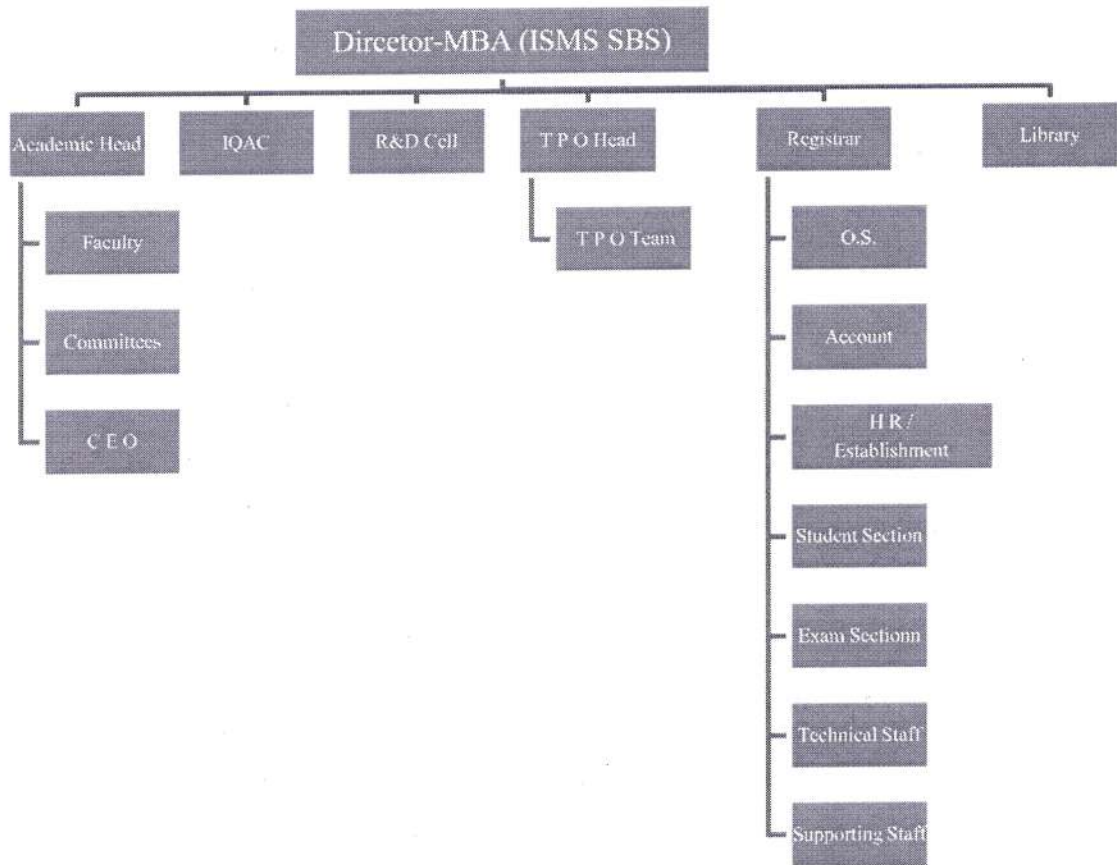 Dircetor-MBA (ISMS SBS)
Academic Head
IQAC
R&D Cell
T P O Head
Registrar
Library
Faculty
Committees
C E O
T P O Team
O.S.
Account
H R /
Establishment
Student Section
Exam Sectionn
Technical Staff
Supporting Staff